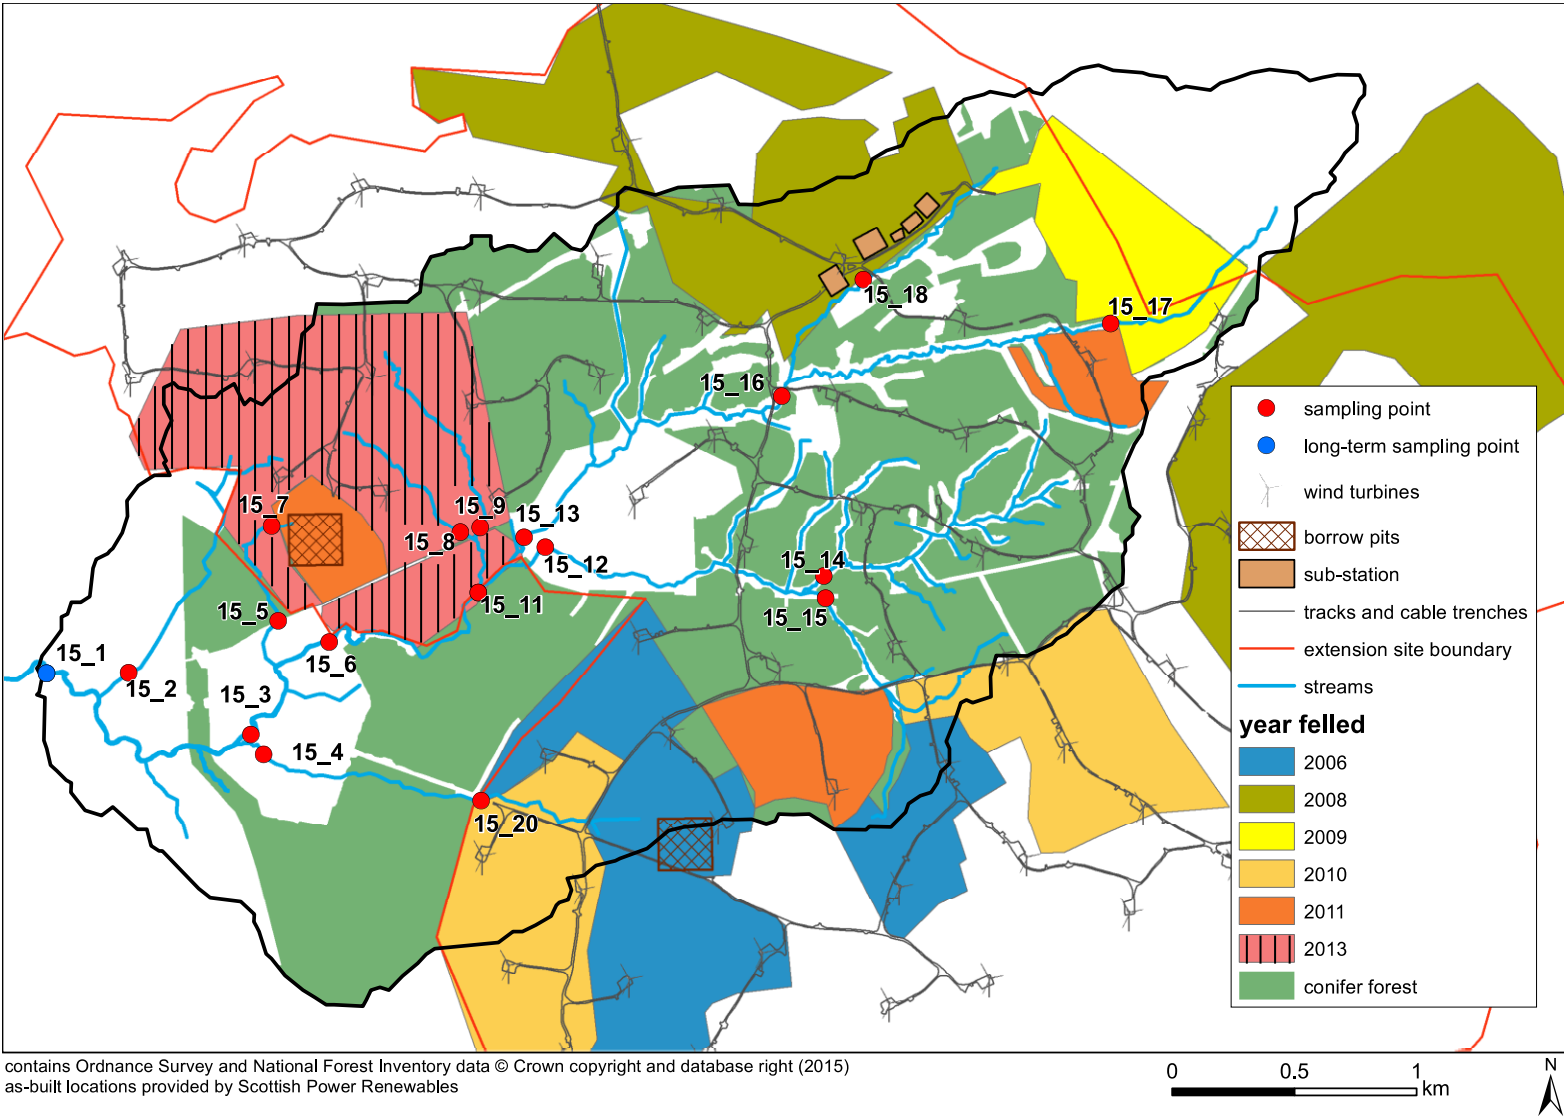 15_18
15_17
15_16
15_7
15_9
15_13
15_8
15_12
15_14
15_11
15_5
15_15
15_1
15_6
15_2
15_3
15_4
15_20
sampling point
long-term sampling point
wind turbines
borrow pits
sub-station
tracks and cable trenches
extension site boundary
streams
year felled
2006
2008
2009
2010
2011
2013
conifer forest
contains Ordnance Survey and National Forest Inventory data © Crown copyright and database right (2015)
as-built locations provided by Scottish Power Renewables
0 0.5 1
km
N